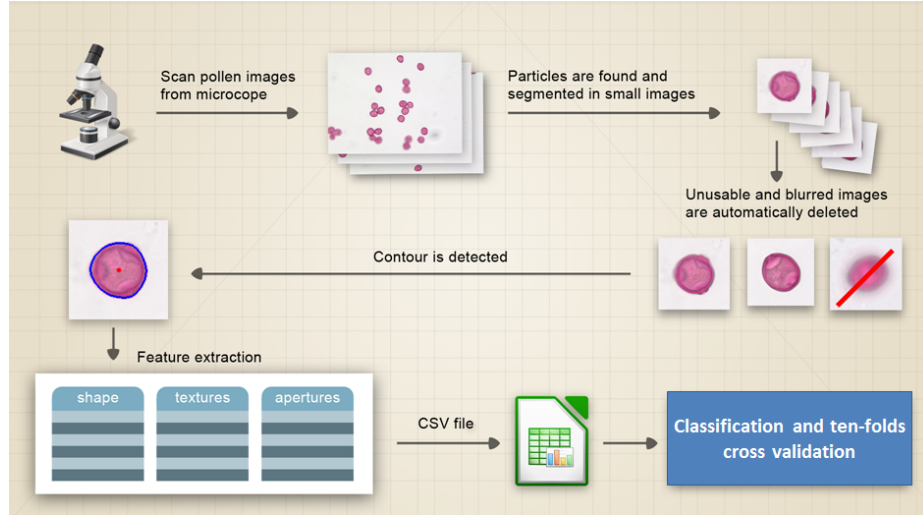 Scan pollen images
from microcope
Particles are found and
segmented in small images
Unusable and blurred images
are automatically deleted
Contour is detected
Feature extraction
shape
textures
apertures
CSV file
Classification and ten-folds
cross validation